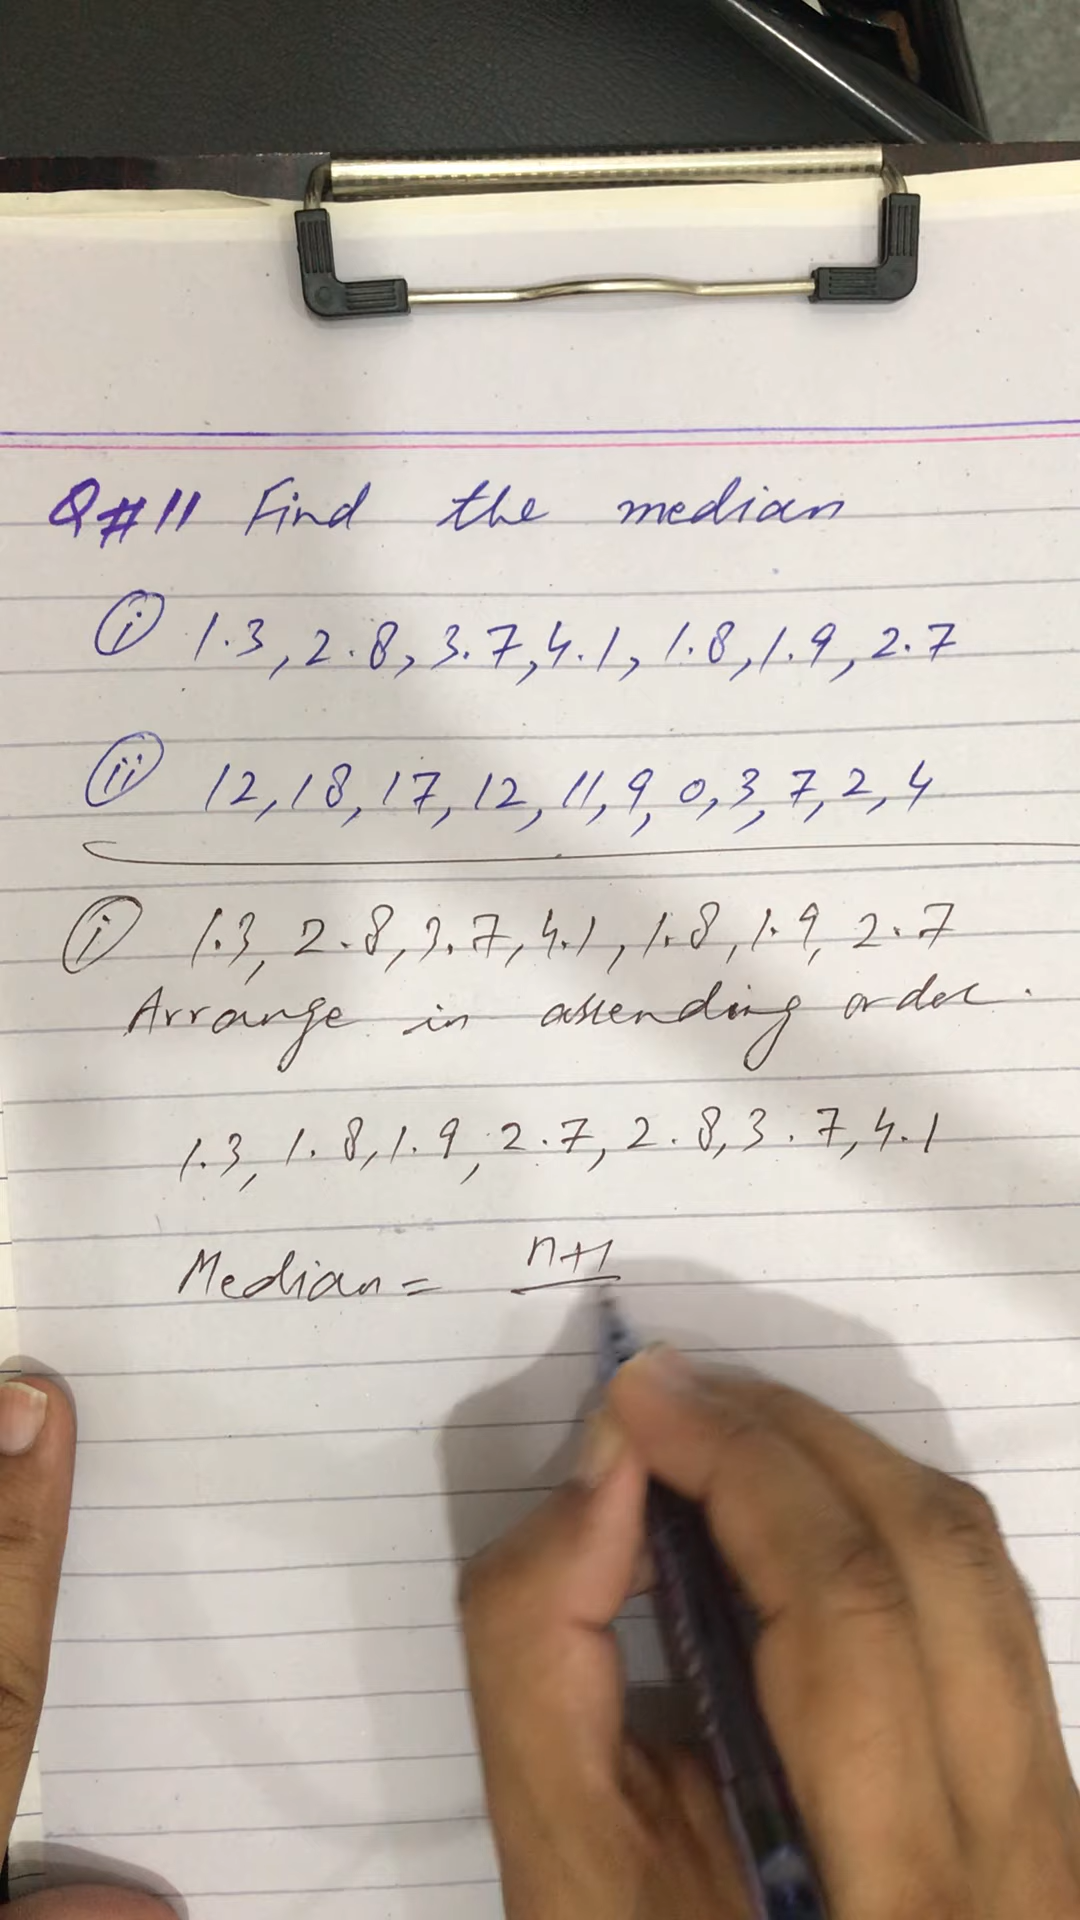 Q#11 Find the median
(i) 1.3, 2.8, 3.7, 4.1, 1.8, 1.9, 2.7
(ii) 12, 18, 17, 12, 11, 9, 0, 3, 7, 2, 4
(i) 1.3, 2.8, 3.7, 4.1, 1.8, 1.9, 2.7
Arrange in assending order.
1.3, 1.8, 1.9, 2.7, 2.8, 3.7, 4.1
Median = n+1